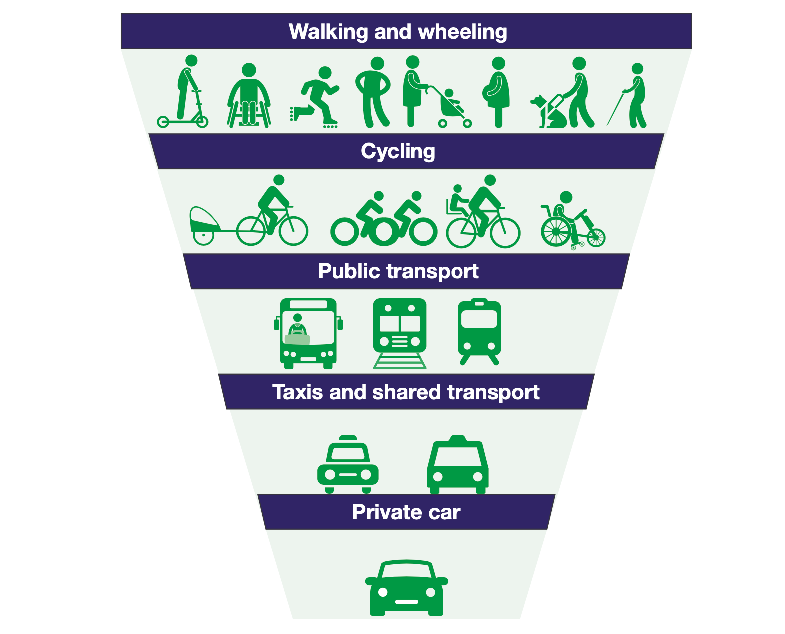 Walking and wheeling
Cycling
Public transport
Taxis and shared transport
Private car